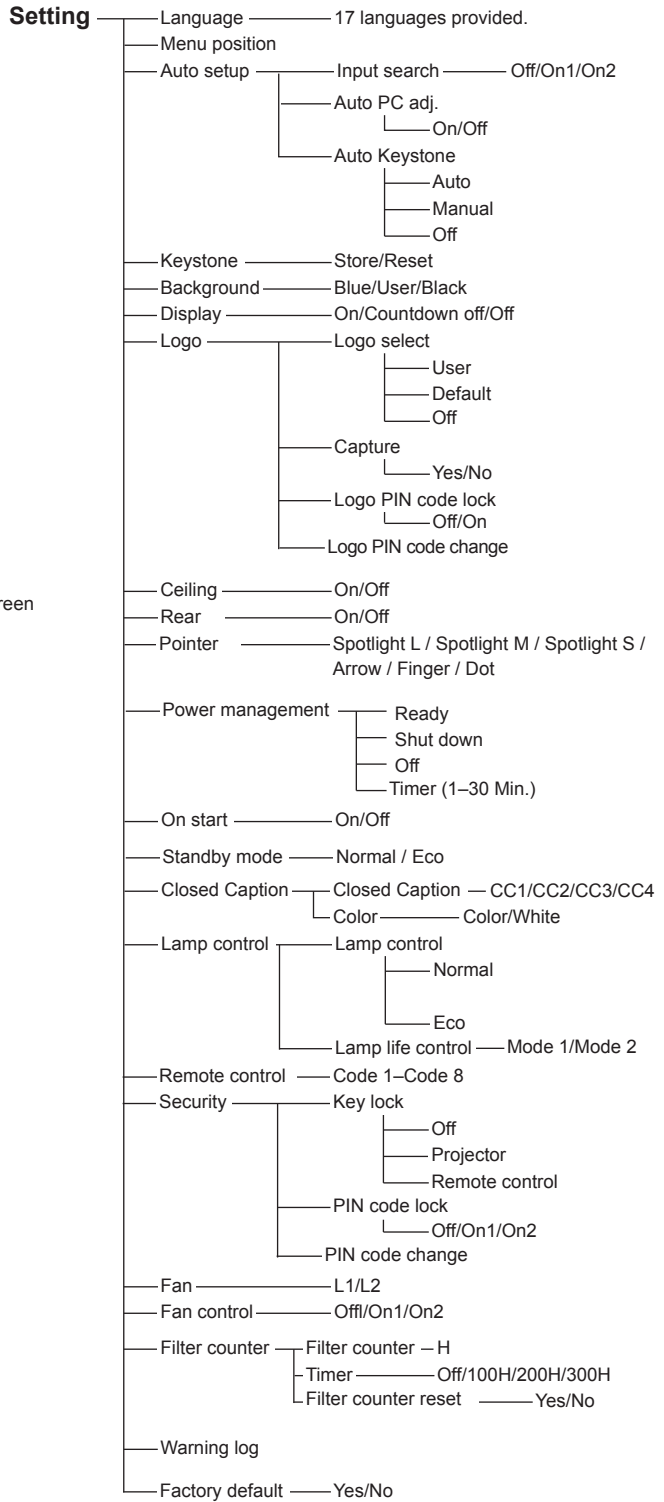 Setting Language 17 languages provided.
Menu position
Auto setup Input search Off/On1/On2
Auto PC adj.
On/Off
Auto Keystone
Auto
Manual
Off
Keystone Store/Reset
Background Blue/User/Black
Display On/Countdown off/Off
Logo Logo select
User
Default
Off
Capture
Yes/No
Logo PIN code lock
Off/On
Logo PIN code change
Ceiling On/Off
reen
Rear On/Off
Pointer Spotlight L / Spotlight M / Spotlight S /
Arrow / Finger / Dot
Power management Ready
Shut down
Off
Timer (1–30 Min.)
On start On/Off
Standby mode Normal / Eco
Closed Caption Closed Caption CC1/CC2/CC3/CC4
Color Color/White
Lamp control Lamp control
Normal
Eco
Lamp life control Mode 1/Mode 2
Remote control Code 1–Code 8
Security Key lock
Off
Projector
Remote control
PIN code lock
Off/On1/On2
PIN code change
Fan L1/L2
Fan control Offl/On1/On2
Filter counter Filter counter H
Timer Off/100H/200H/300H
Filter counter reset Yes/No
Warning log
Factory default Yes/No